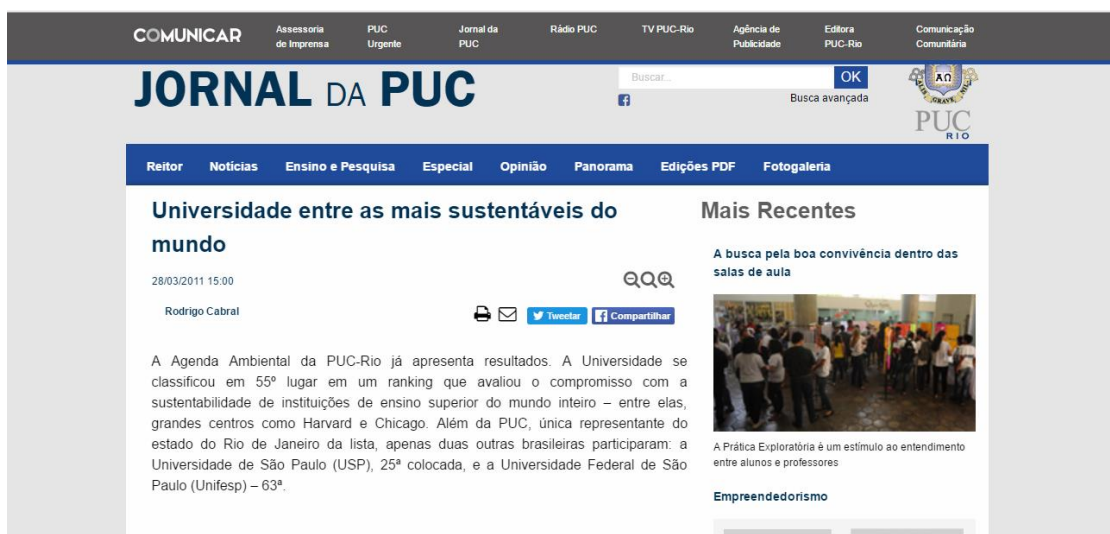 COMUNICAR
Assessoria
de Imprensa
PUC
Urgente
Jornal da
PUC
Rádio PUC
TV PUC-Rio
Agência de
Publicidade
Editora
PUC-Rio
Comunicação
Comunitária
JORNAL DA PUC
Buscar...
OK
Busca avançada
ΑΩ
PUC
RIO
Reitor Notícias Ensino e Pesquisa Especial Opinião Panorama Edições PDF Fotogaleria
Universidade entre as mais sustentáveis do
mundo
28/03/2011 15:00
Rodrigo Cabral
Tweetar
Compartilhar
A Agenda Ambiental da PUC-Rio já apresenta resultados. A Universidade se
classificou em 55º lugar em um ranking que avaliou o compromisso com a
sustentabilidade de instituições de ensino superior do mundo inteiro – entre elas,
grandes centros como Harvard e Chicago. Além da PUC, única representante do
estado do Rio de Janeiro da lista, apenas duas outras brasileiras participaram: a
Universidade de São Paulo (USP), 25ª colocada, e a Universidade Federal de São
Paulo (Unifesp) – 63ª.
Mais Recentes
A busca pela boa convivência dentro das
salas de aula
A Prática Exploratória é um estímulo ao entendimento
entre alunos e professores
Empreendedorismo